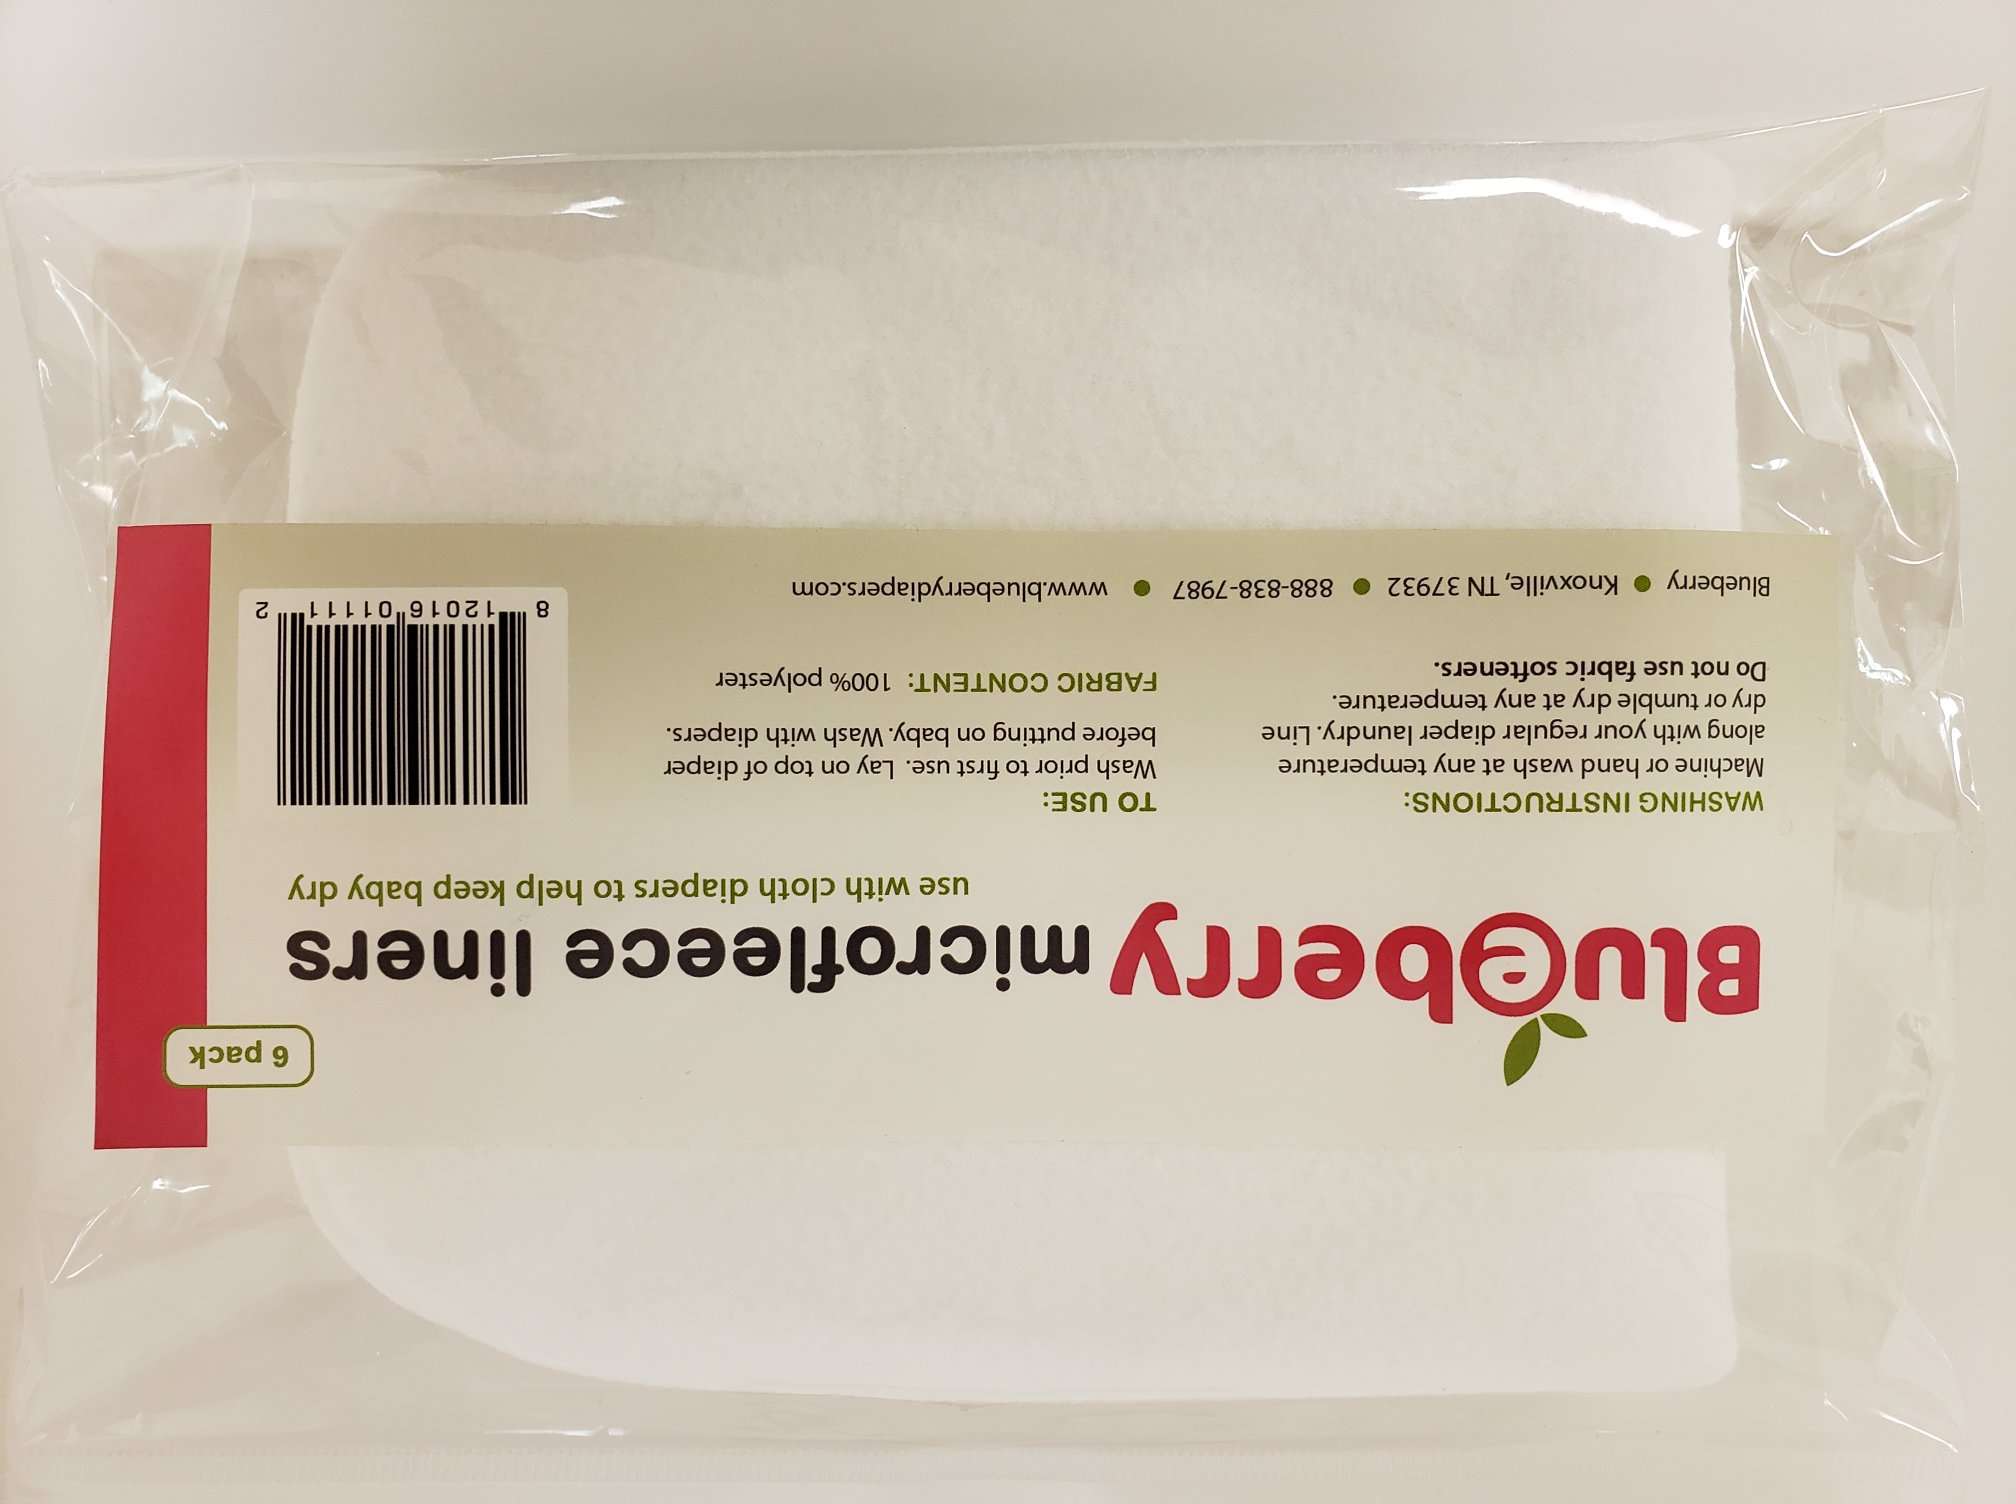 6 pack
Blueberry microfleece liners
use with cloth diapers to help keep baby dry
WASHING INSTRUCTIONS:
Machine or hand wash at any temperature
along with your regular diaper laundry. Line
dry or tumble dry at any temperature.
Do not use fabric softeners.
TO USE:
Wash prior to first use. Lay on top of diaper
before putting on baby. Wash with diapers.
FABRIC CONTENT: 100% polyester
8 12016 01111 2
Blueberry • Knoxville, TN 37932 • 888-838-7987 • www.blueberrydiapers.com